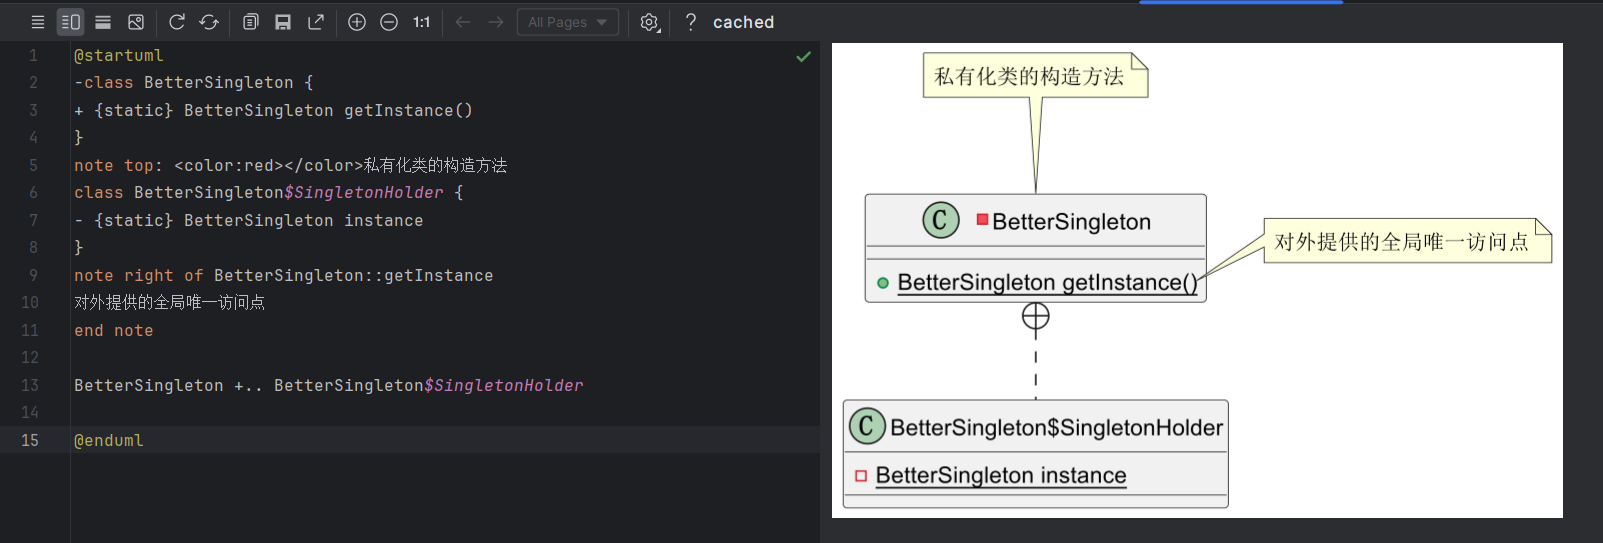 1:1
All Pages
?
cached
1 @startuml
2 -class BetterSingleton {
3 + {static} BetterSingleton getInstance()
4 }
5 note top: <color:red></color>私有化类的构造方法
6 class BetterSingleton$SingletonHolder {
7 - {static} BetterSingleton instance
8 }
9 note right of BetterSingleton::getInstance
10 对外提供的全局唯一访问点
11 end note
12
13 BetterSingleton +.. BetterSingleton$SingletonHolder
14
15 @enduml
私有化类的构造方法
C BetterSingleton
对外提供的全局唯一访问点
BetterSingleton getInstance()
C BetterSingleton$SingletonHolder
BetterSingleton instance